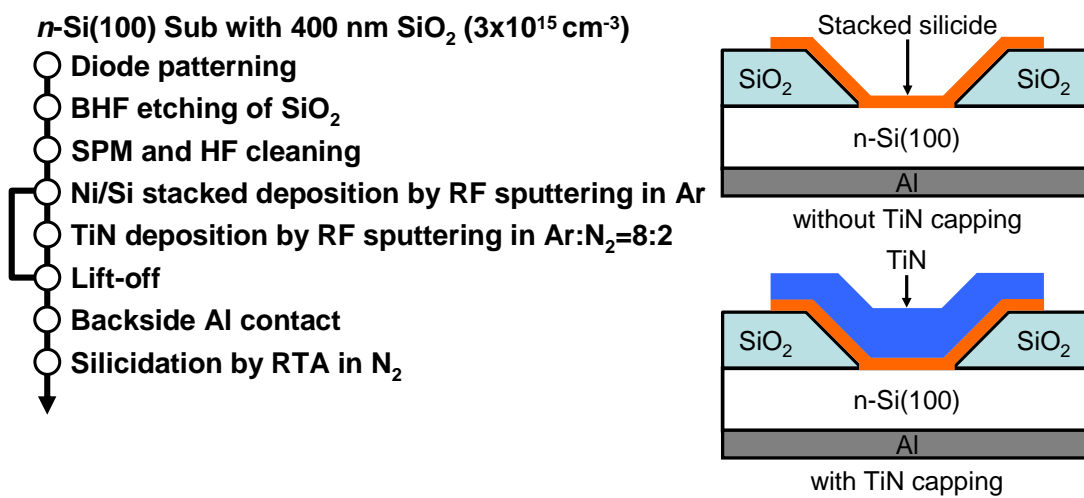 n-Si(100) Sub with 400 nm SiO₂ (3x10¹⁵ cm⁻³)
Diode patterning
BHF etching of SiO₂
SPM and HF cleaning
Ni/Si stacked deposition by RF sputtering in Ar
TiN deposition by RF sputtering in Ar:N₂=8:2
Lift-off
Backside Al contact
Silicidation by RTA in N₂
Stacked silicide
SiO₂ SiO₂
n-Si(100)
Al
without TiN capping
TiN
SiO₂ SiO₂
n-Si(100)
Al
with TiN capping